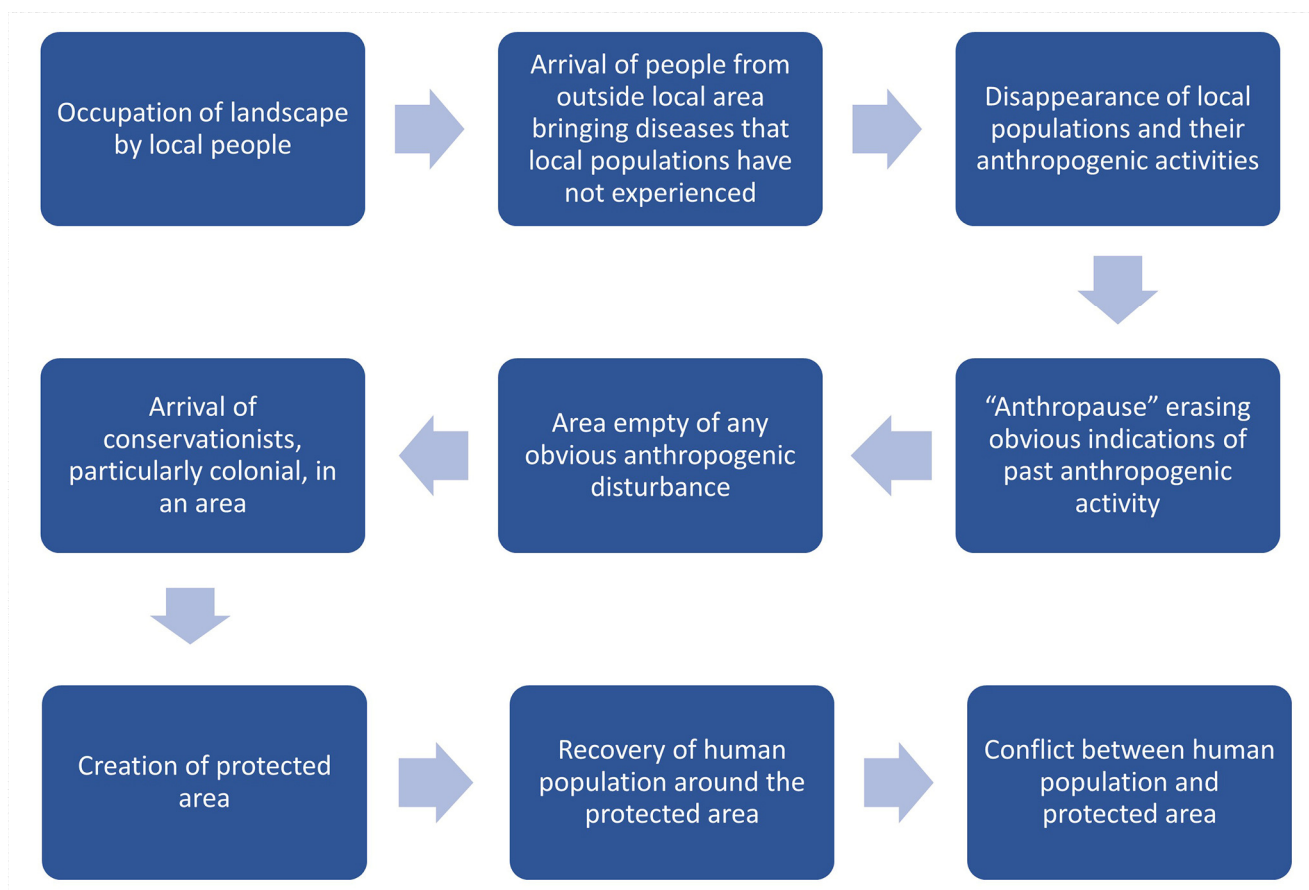 Occupation of landscape
by local people
Arrival of people from
outside local area
bringing diseases that
local populations have
not experienced
Disappearance of local
populations and their
anthropogenic activities
“Anthropause” erasing
obvious indications of
past anthropogenic
activity
Area empty of any
obvious anthropogenic
disturbance
Arrival of
conservationists,
particularly colonial, in
an area
Creation of protected
area
Recovery of human
population around the
protected area
Conflict between human
population and
protected area